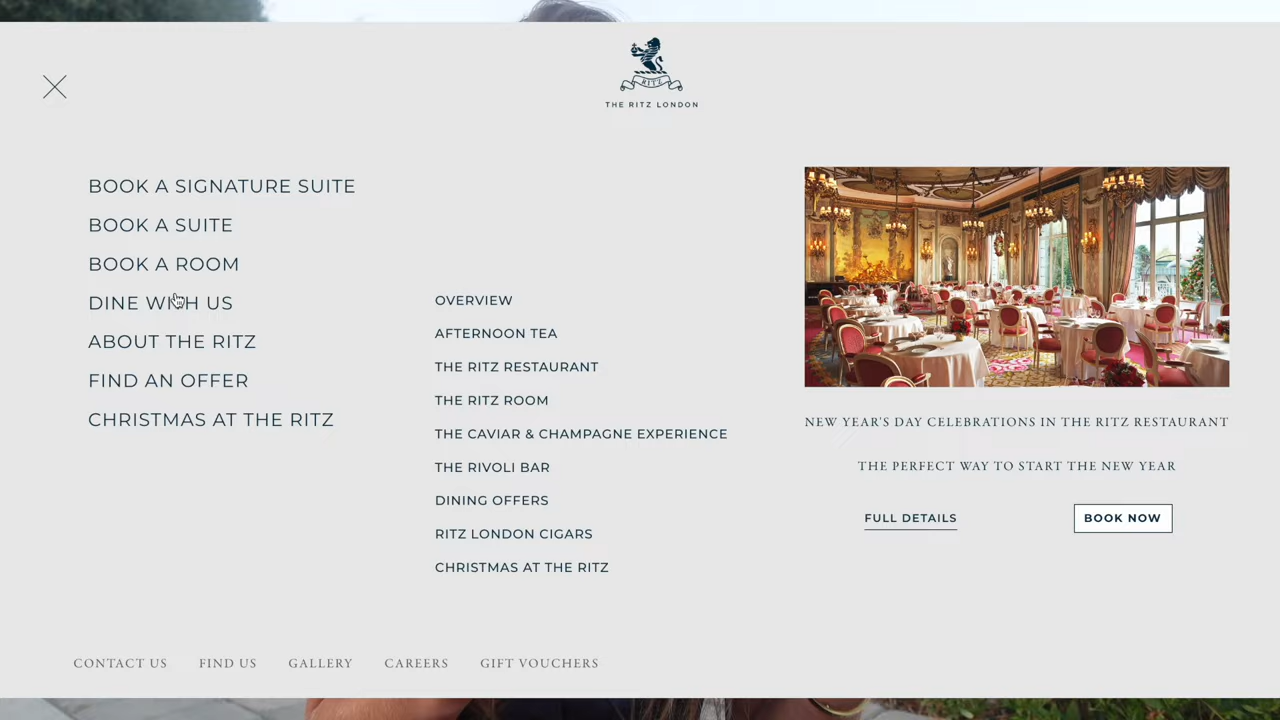 RITZ
THE RITZ LONDON
BOOK A SIGNATURE SUITE
BOOK A SUITE
BOOK A ROOM
DINE WITH US
ABOUT THE RITZ
FIND AN OFFER
CHRISTMAS AT THE RITZ
OVERVIEW
AFTERNOON TEA
THE RITZ RESTAURANT
THE RITZ ROOM
THE CAVIAR & CHAMPAGNE EXPERIENCE
THE RIVOLI BAR
DINING OFFERS
RITZ LONDON CIGARS
CHRISTMAS AT THE RITZ
NEW YEAR'S DAY CELEBRATIONS IN THE RITZ RESTAURANT
THE PERFECT WAY TO START THE NEW YEAR
FULL DETAILS
BOOK NOW
CONTACT US
FIND US
GALLERY
CAREERS
GIFT VOUCHERS